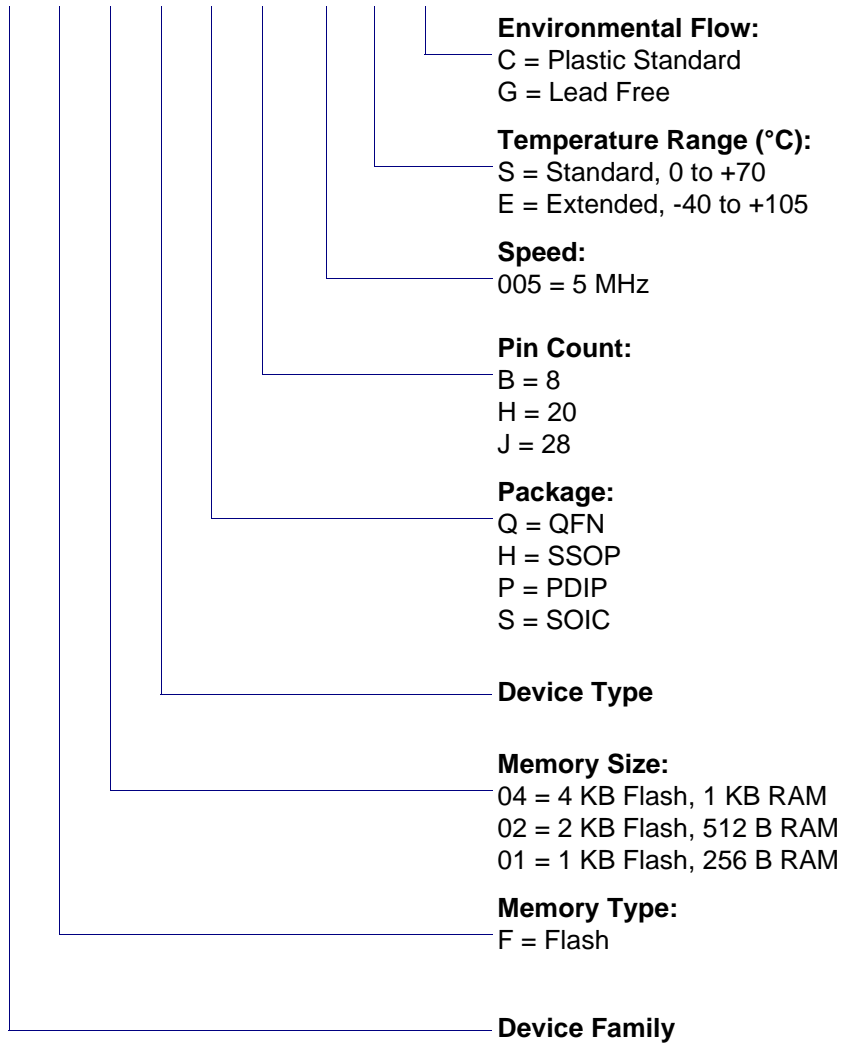 Environmental Flow:
C = Plastic Standard
G = Lead Free
Temperature Range (°C):
S = Standard, 0 to +70
E = Extended, -40 to +105
Speed:
005 = 5 MHz
Pin Count:
B = 8
H = 20
J = 28
Package:
Q = QFN
H = SSOP
P = PDIP
S = SOIC
Device Type
Memory Size:
04 = 4 KB Flash, 1 KB RAM
02 = 2 KB Flash, 512 B RAM
01 = 1 KB Flash, 256 B RAM
Memory Type:
F = Flash
Device Family